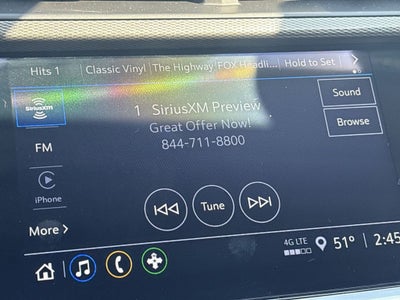 Hits 1 Classic Vinyl The Highway FOX Headli... Hold to Set
SiriusXM
1 SiriusXM Preview
Sound
Great Offer Now!
Browse
FM
844-711-8800
iPhone
Tune
More >
4G LTE
51° 2:45